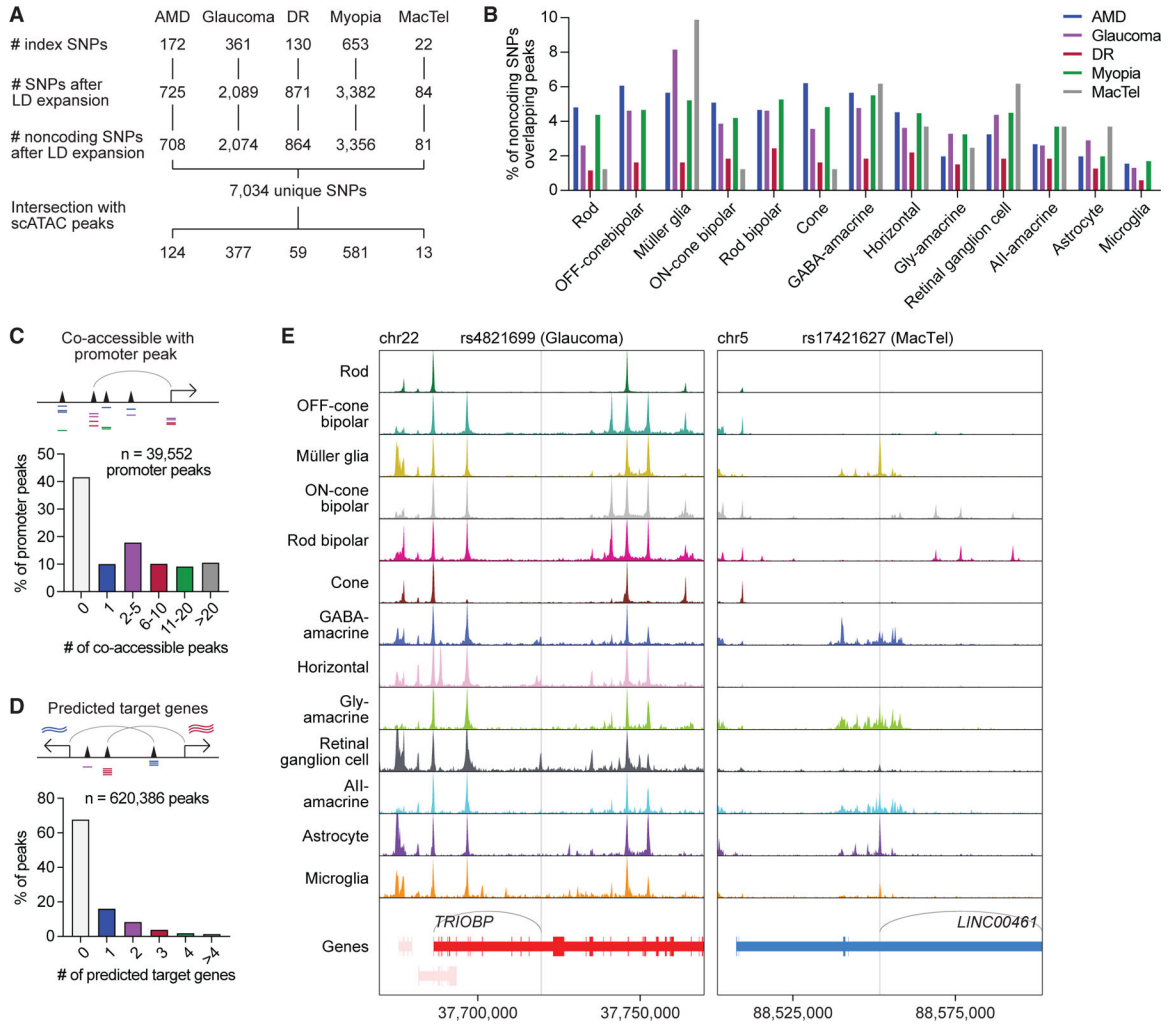 A
AMD Glaucoma DR Myopia MacTel
# index SNPs 172 361 130 653 22
# SNPs after
LD expansion
725 2,089 871 3,382 84
# noncoding SNPs
after LD expansion
708 2,074 864 3,356 81
7,034 unique SNPs
Intersection with
scATAC peaks
124 377 59 581 13
B
% of noncoding SNPs
overlapping peaks
10
8
6
4
2
0
AMD
Glaucoma
DR
Myopia
MacTel
Rod
OFF-conebipolar
Müller glia
ON-cone bipolar
Rod bipolar
Cone
GABA-amacrine
Horizontal
Gly-amacrine
Retinal ganglion cell
AII-amacrine
Astrocyte
Microglia
C
Co-accessible with
promoter peak
n = 39,552
promoter peaks
% of promoter peaks
50
40
30
20
10
0
0 1 2-5 6-10 11-20 >20
# of co-accessible peaks
D
Predicted target genes
n = 620,386 peaks
% of peaks
80
60
40
20
0
0 1 2 3 4 >4
# of predicted target genes
E
chr22 rs4821699 (Glaucoma) chr5 rs17421627 (MacTel)
Rod
OFF-cone
bipolar
Müller glia
ON-cone
bipolar
Rod bipolar
Cone
GABA-
amacrine
Horizontal
Gly-
amacrine
Retinal
ganglion cell
AII-
amacrine
Astrocyte
Microglia
Genes
TRIOBP LINC00461
37,700,000 37,750,000 88,525,000 88,575,000